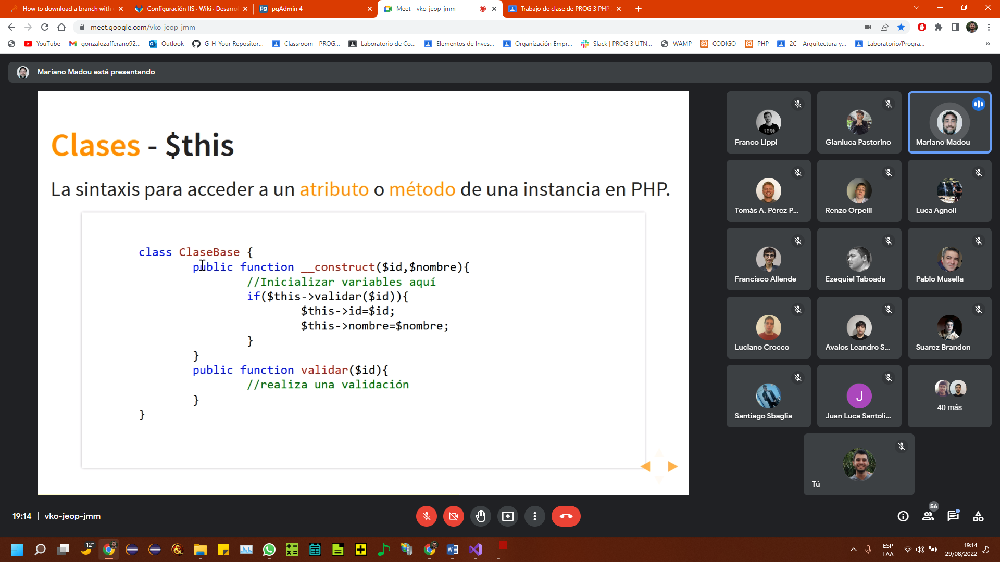 How to download a branch with
Configuración IIS · Wiki · Desarro
pgAdmin 4
Meet - vko-jeop-jmm
Trabajo de clase de PROG 3 PHP
meet.google.com/vko-jeop-jmm
YouTube
gonzalozafferano92...
Outlook
G-H-Your Repositor...
Classroom - PROG...
Laboratorio de Co...
Elementos de Inves...
Organización Empr...
Slack | PROG 3 UTN...
WAMP
CODIGO
PHP
2C - Arquitectura y...
Laboratorio/Progra...
Mariano Madou está presentando
Clases - $this
La sintaxis para acceder a un atributo o método de una instancia en PHP.
class ClaseBase {
public function __construct($id,$nombre){
//Inicializar variables aquí
if($this->validar($id)){
$this->id=$id;
$this->nombre=$nombre;
}
}
public function validar($id){
//realiza una validación
}
}
Franco Lippi
Gianluca Pastorino
Mariano Madou
Tomás A. Pérez P...
Renzo Orpelli
Luca Agnoli
Francisco Allende
Ezequiel Taboada
Pablo Musella
Luciano Crocco
Avalos Leandro S...
Suarez Brandon
Santiago Sbaglia
J
Juan Luca Santoli...
40 más
Tú
19:14 | vko-jeop-jmm
56
12°
ESP
LAA
19:14
29/08/2022